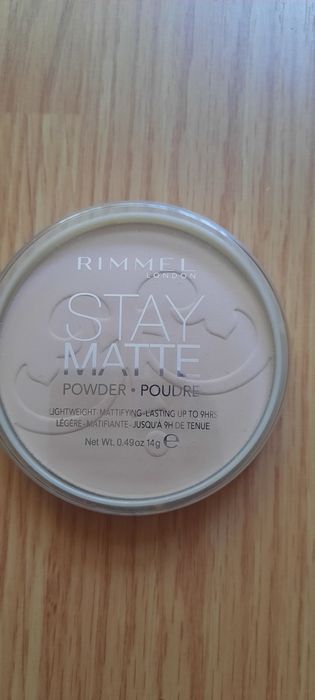 RIMMEL
LONDON
STAY
MATTE
POWDER • POUDRE
LIGHTWEIGHT-MATTIFYING-LASTING UP TO 9HRS
LÉGÈRE-MATIFIANTE-JUSQU'A 9H DE TENUE
Net Wt. 0.49oz 14g ℮